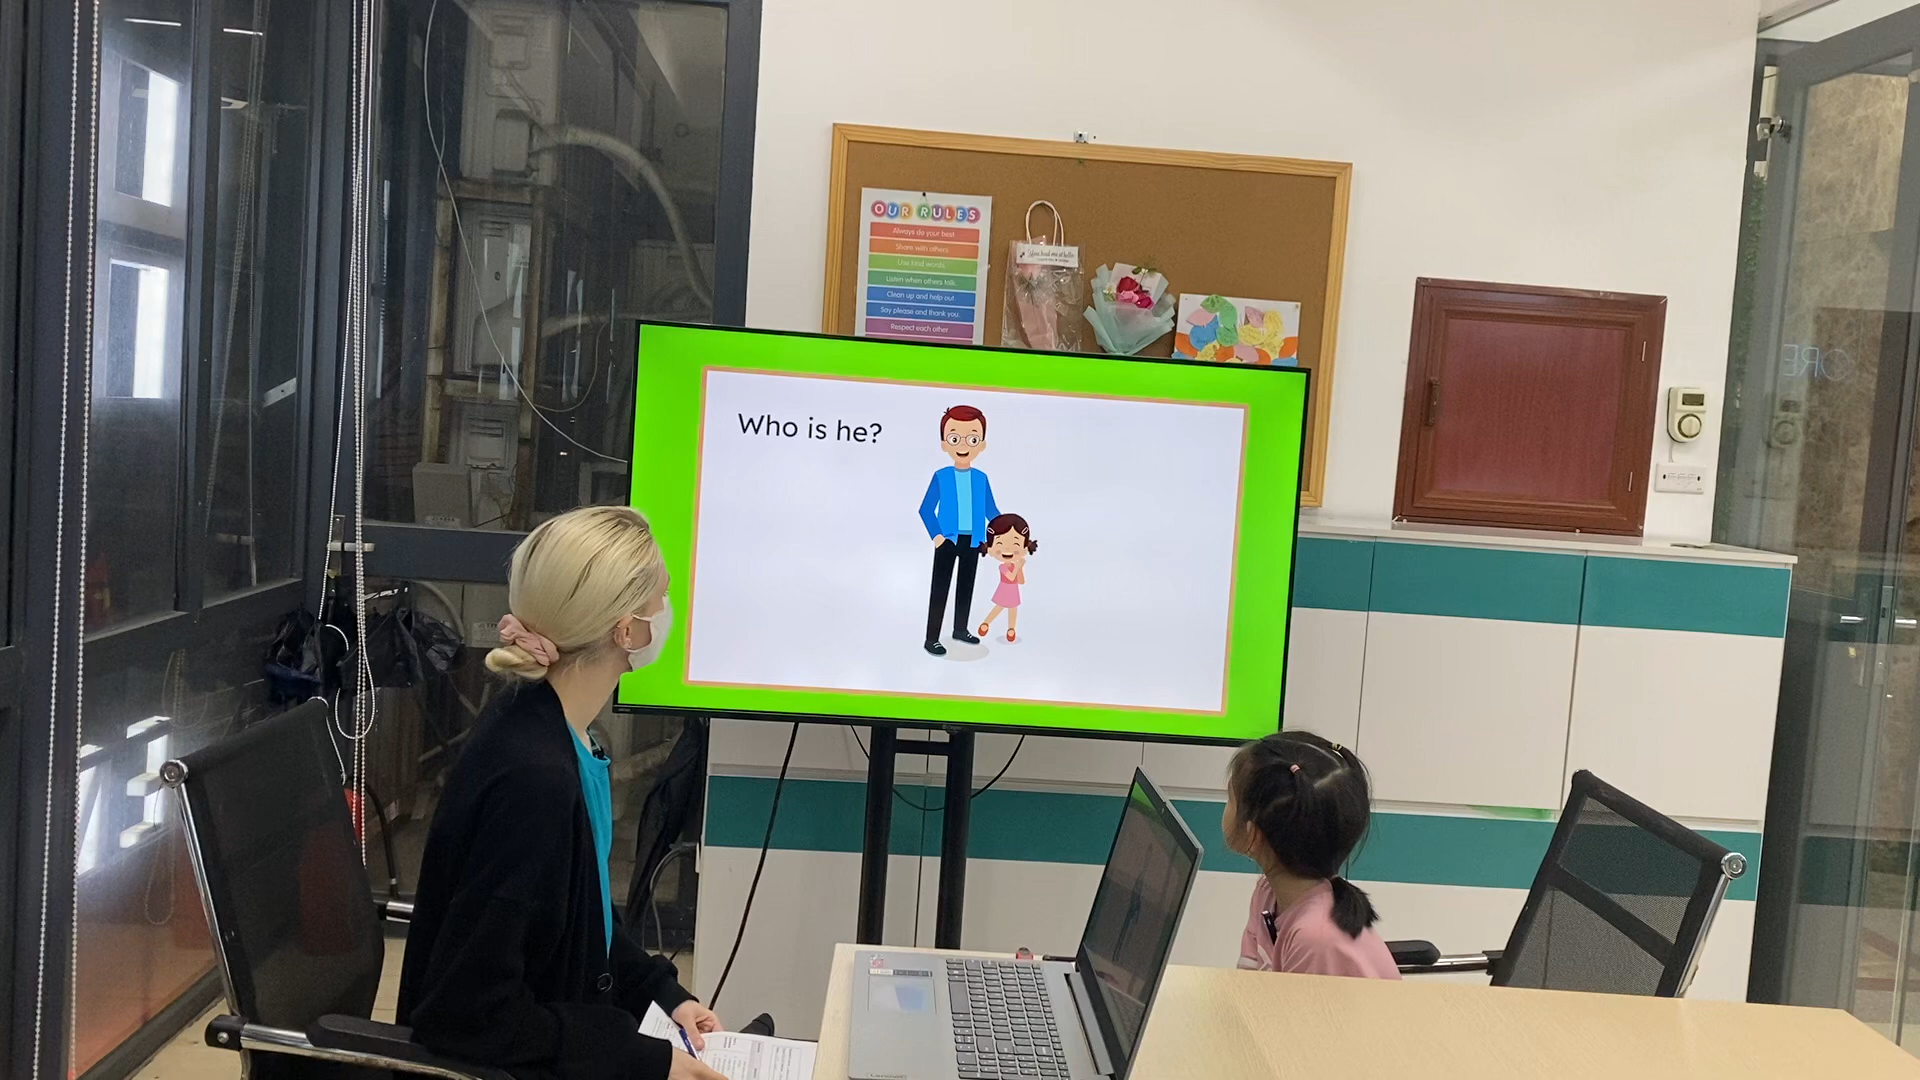 OUR RULES
Always do your best
Share with others
Use kind words
Listen when others talk
Clean up and help out
Say please and thank you
Respect each other
Who is he?
Lenovo